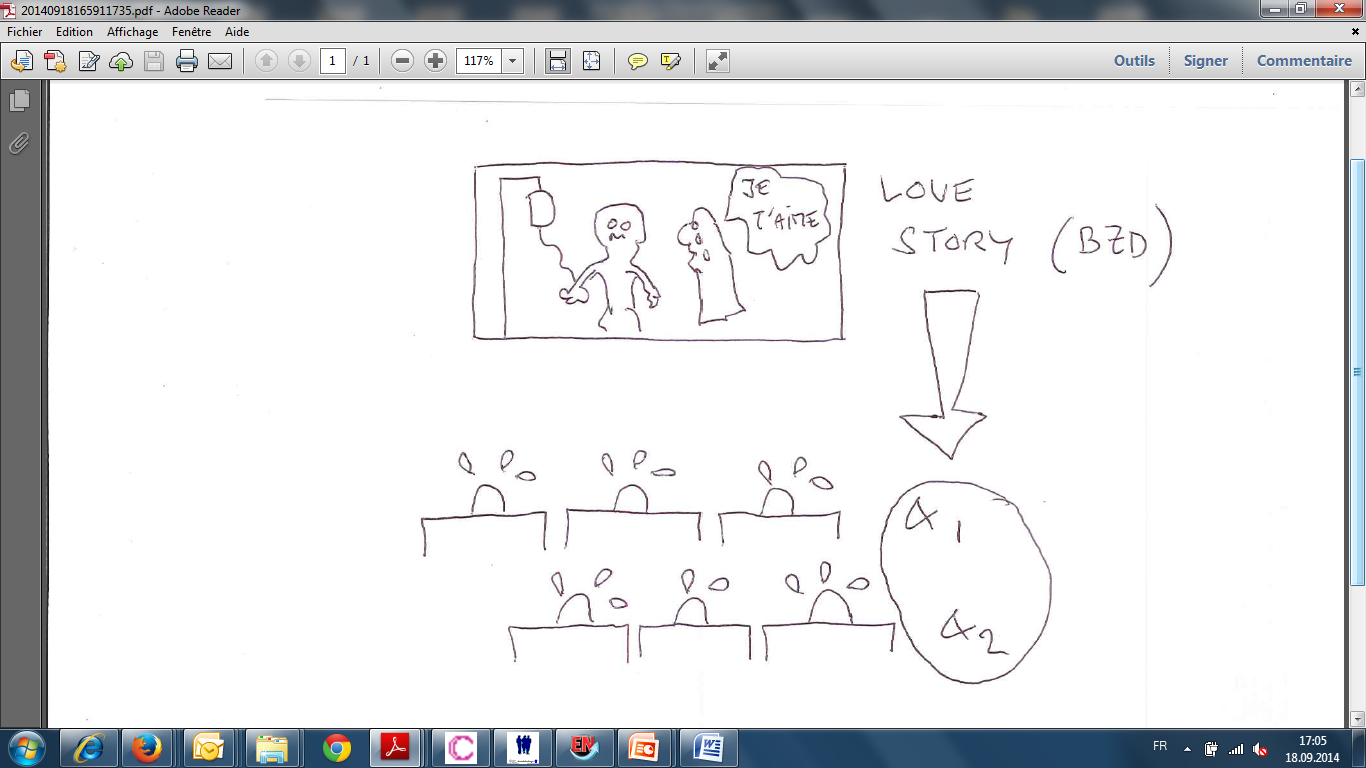 20140918165911735.pdf - Adobe Reader
Fichier Edition Affichage Fenêtre Aide
1 / 1 117% Outils Signer Commentaire
JE
T'AIME
LOVE
STORY (BZD)
α1
α2
FR 17:05
18.09.2014